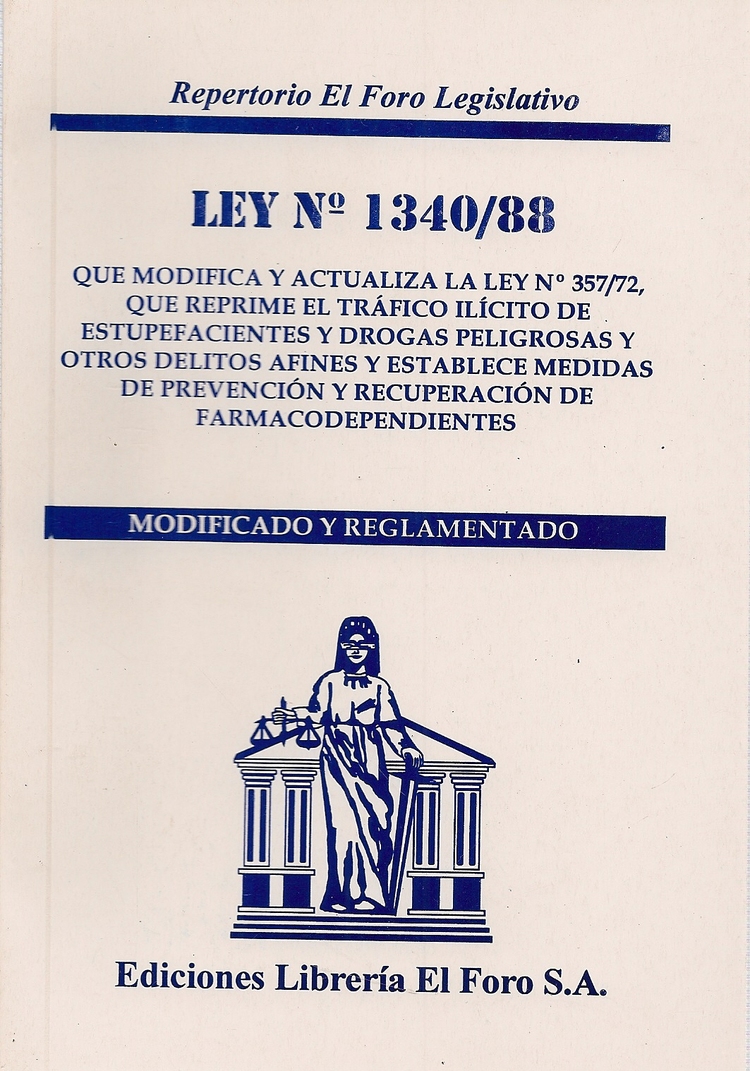 Repertorio El Foro Legislativo
LEY Nº 1340/88
QUE MODIFICA Y ACTUALIZA LA LEY N° 357/72,
QUE REPRIME EL TRÁFICO ILÍCITO DE
ESTUPEFACIENTES Y DROGAS PELIGROSAS Y
OTROS DELITOS AFINES Y ESTABLECE MEDIDAS
DE PREVENCIÓN Y RECUPERACIÓN DE
FARMACODEPENDIENTES
MODIFICADO Y REGLAMENTADO
Ediciones Librería El Foro S.A.